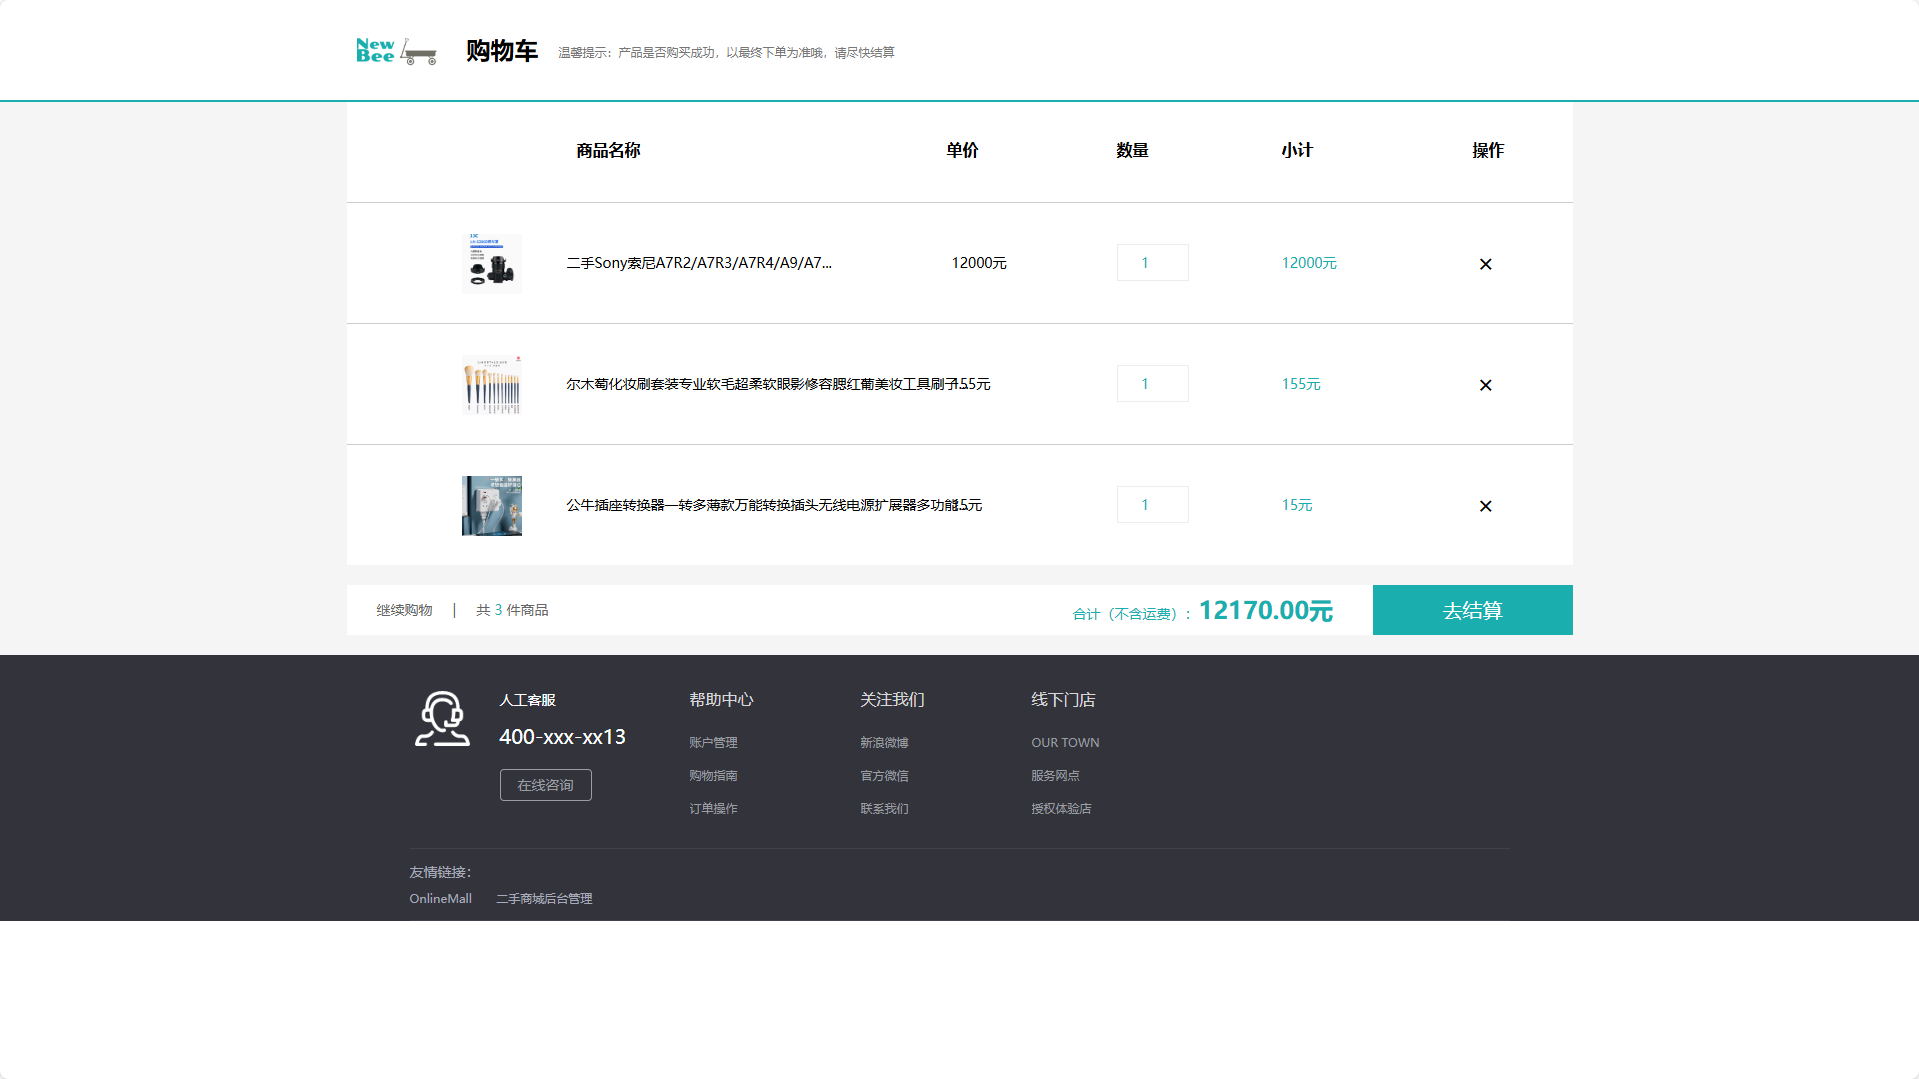 New
Bee
购物车
温馨提示：产品是否购买成功，以最终下单为准哦，请尽快结算
商品名称 单价 数量 小计 操作
二手Sony索尼A7R2/A7R3/A7R4/A9/A7... 12000元 1 12000元 ×
尔木萄化妆刷套装专业软毛超柔软眼影修容腮红葡美妆工具刷子... 155元 1 155元 ×
公牛插座转换器一转多薄款万能转换插头无线电源扩展器多功能... 15元 1 15元 ×
继续购物 | 共 3 件商品 合计（不含运费）: 12170.00元 去结算
人工客服 帮助中心 关注我们 线下门店
400-xxx-xx13
账户管理 新浪微博 OUR TOWN
购物指南 官方微信 服务网点
在线咨询
订单操作 联系我们 授权体验店
友情链接：
OnlineMall 二手商城后台管理